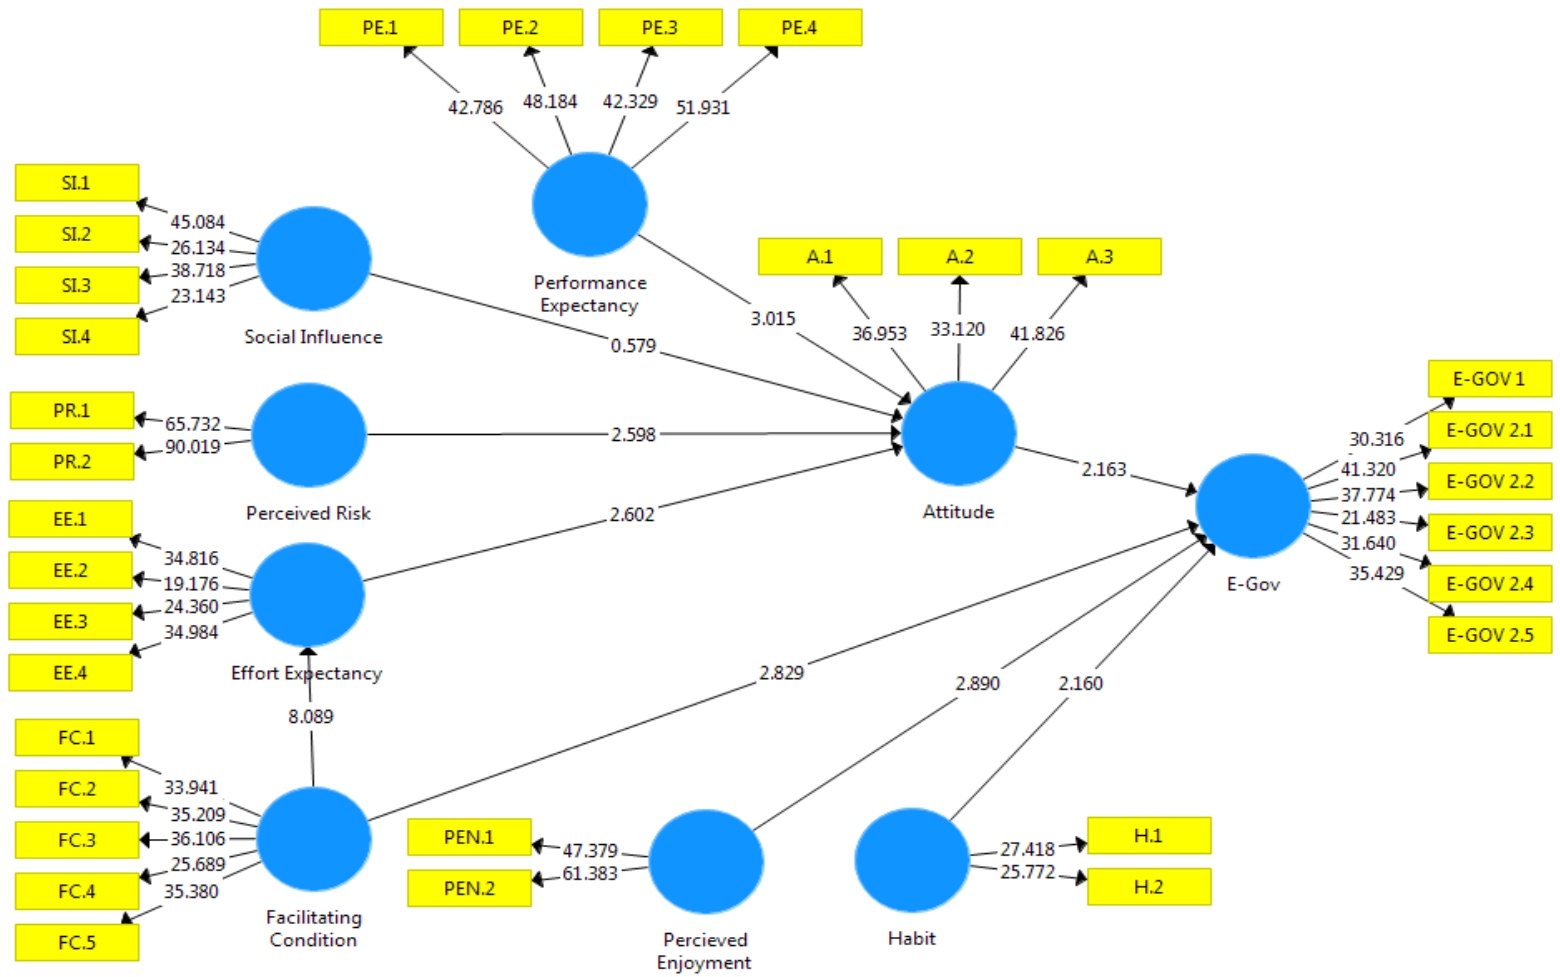 PE.1
PE.2
PE.3
PE.4
42.786
48.184
42.329
51.931
Performance
Expectancy
SI.1
SI.2
SI.3
SI.4
45.084
26.134
38.718
23.143
Social Influence
3.015
0.579
A.1
A.2
A.3
36.953
33.120
41.826
Attitude
PR.1
PR.2
65.732
90.019
Perceived Risk
2.598
2.163
E-GOV 1
E-GOV 2.1
E-GOV 2.2
E-GOV 2.3
E-GOV 2.4
E-GOV 2.5
30.316
41.320
37.774
21.483
31.640
35.429
E-Gov
EE.1
EE.2
EE.3
EE.4
34.816
19.176
24.360
34.984
Effort Expectancy
2.602
8.089
2.829
2.890
2.160
FC.1
FC.2
FC.3
FC.4
FC.5
33.941
35.209
36.106
25.689
35.380
Facilitating
Condition
PEN.1
PEN.2
47.379
61.383
Percieved
Enjoyment
Habit
27.418
25.772
H.1
H.2